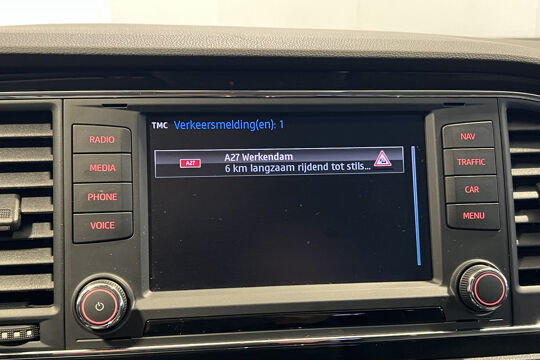 TMC Verkeersmelding(en): 1
A27 A27 Werkendam
6 km langzaam rijdend tot stils...
RADIO
MEDIA
PHONE
VOICE
NAV
TRAFFIC
CAR
MENU